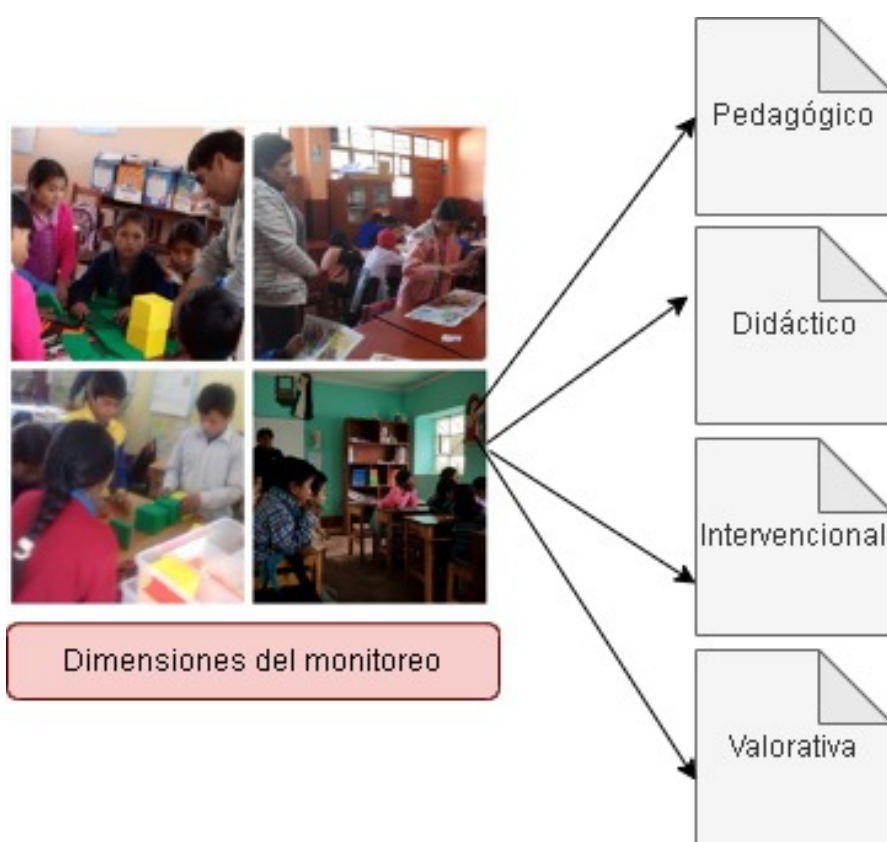 Pedagógico
Didáctico
Intervencional
Dimensiones del monitoreo
Valorativa